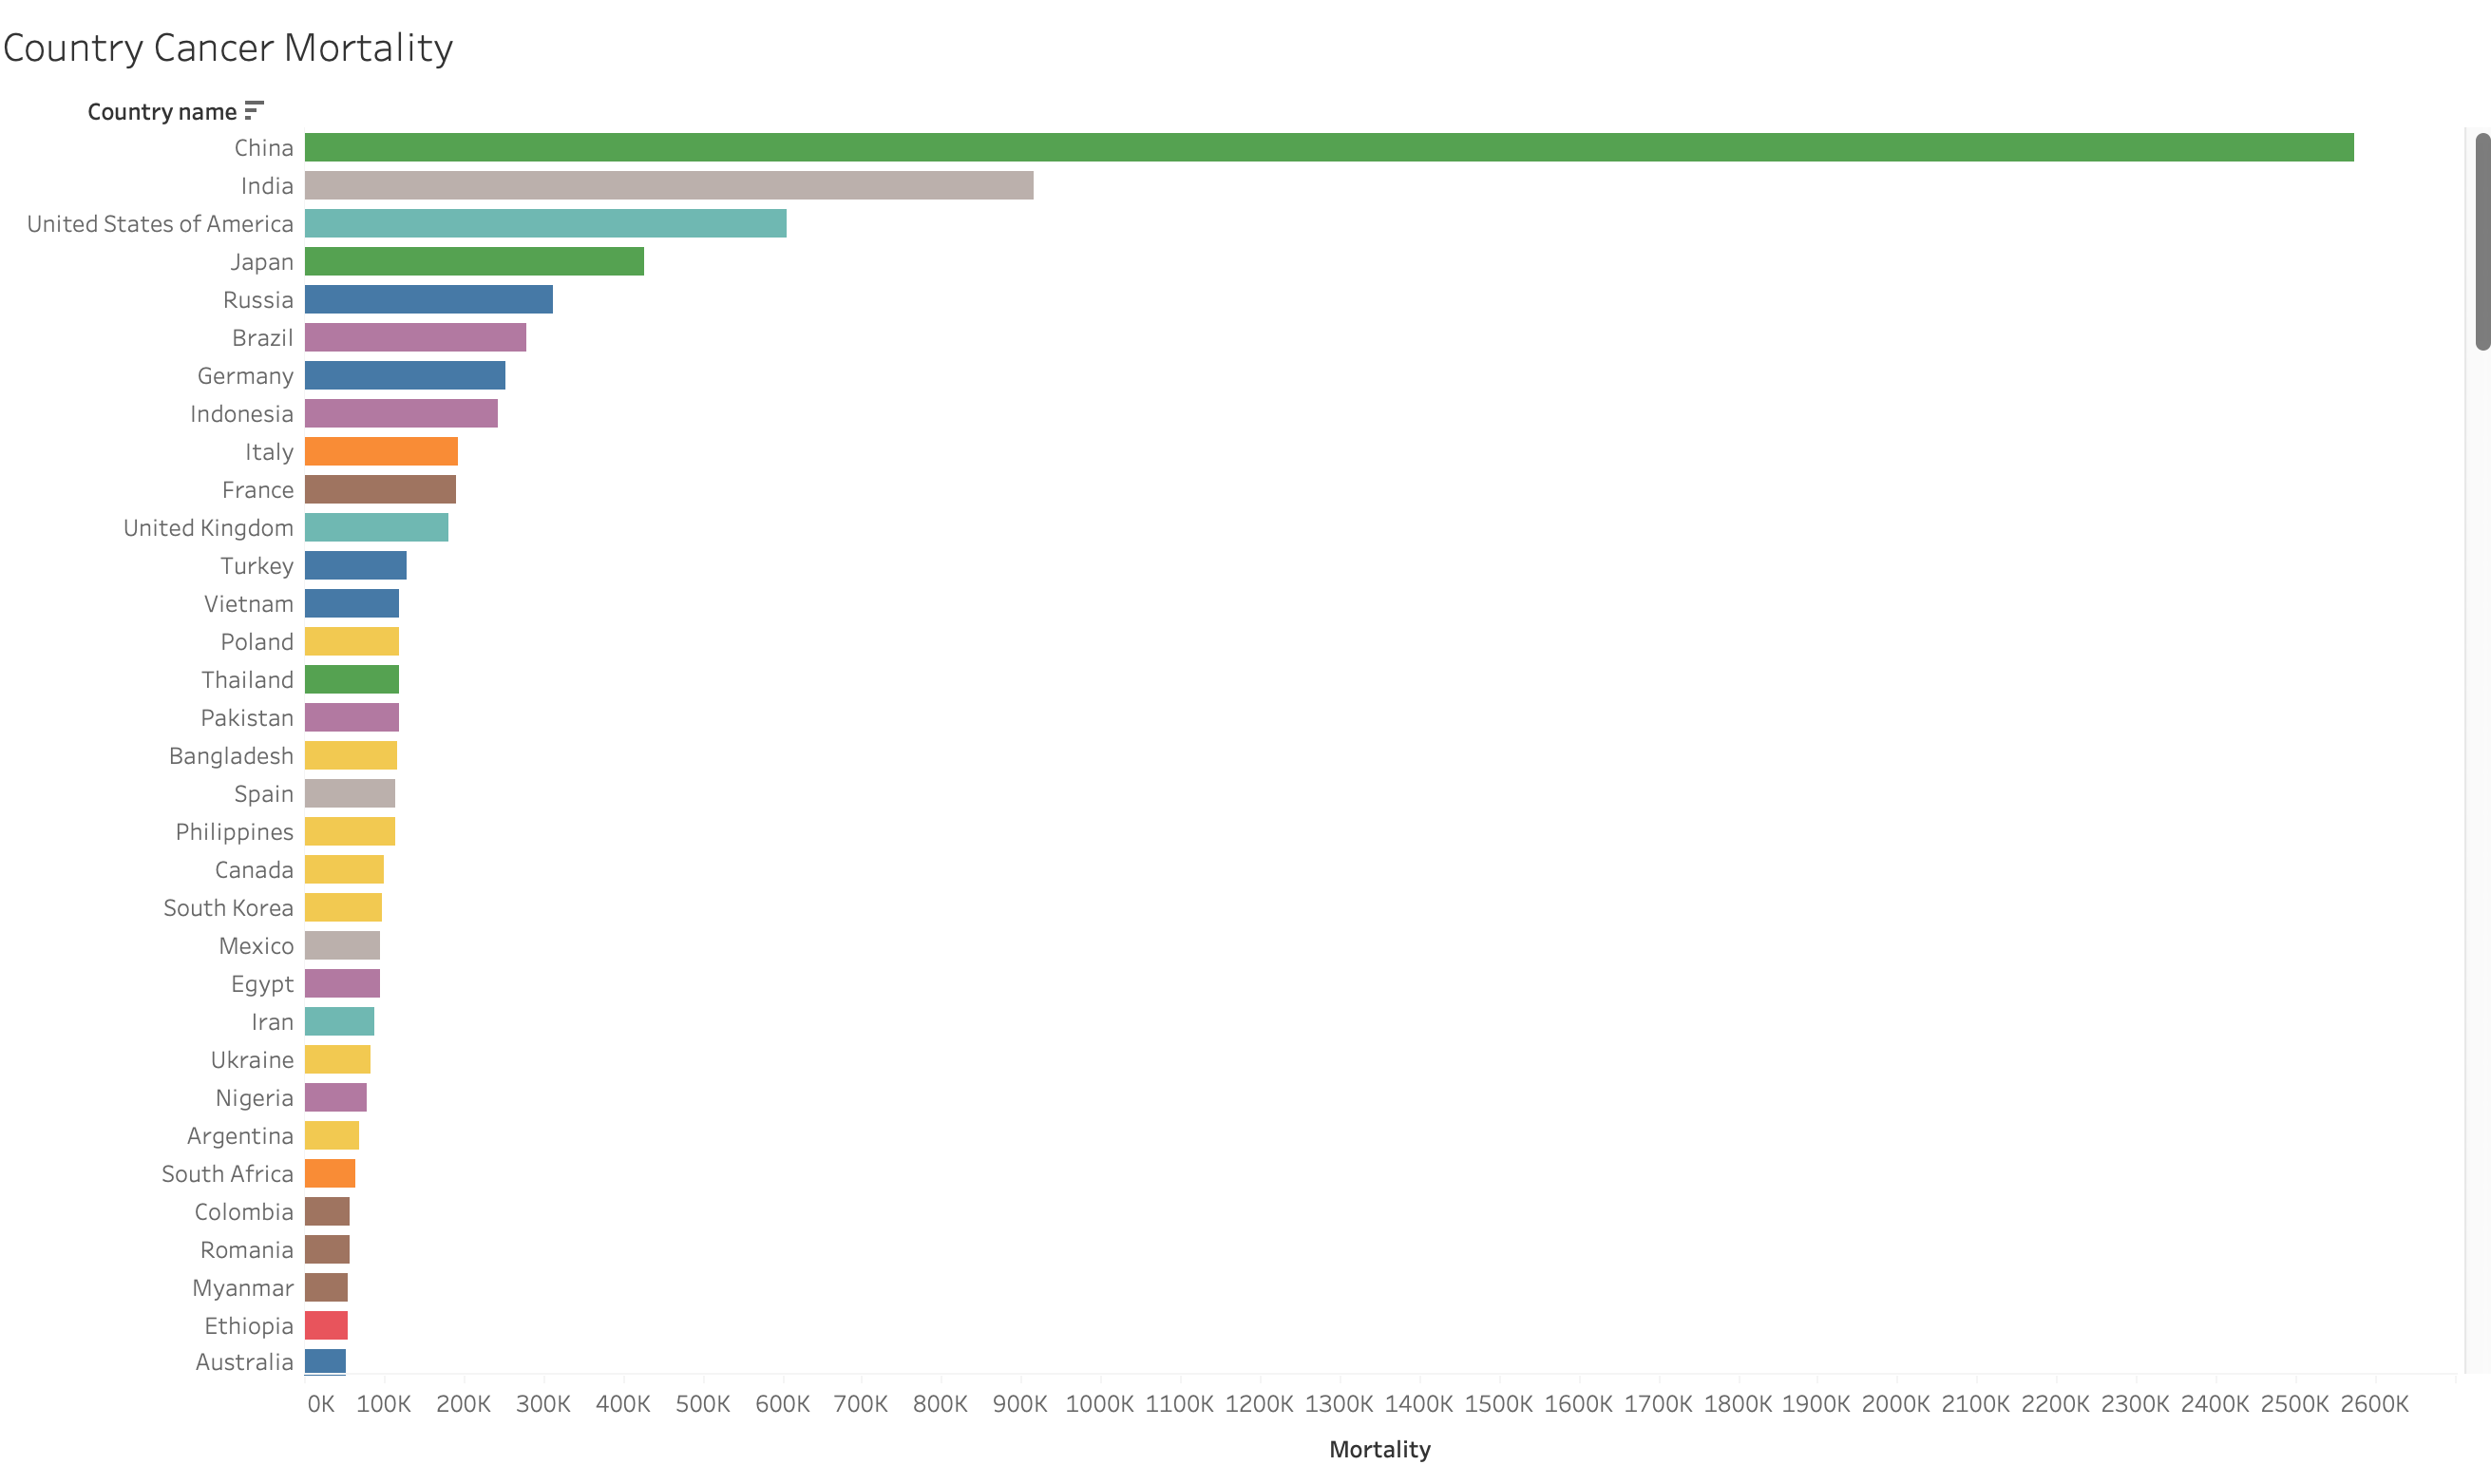 Country Cancer Mortality
Country name
China
India
United States of America
Japan
Russia
Brazil
Germany
Indonesia
Italy
France
United Kingdom
Turkey
Vietnam
Poland
Thailand
Pakistan
Bangladesh
Spain
Philippines
Canada
South Korea
Mexico
Egypt
Iran
Ukraine
Nigeria
Argentina
South Africa
Colombia
Romania
Myanmar
Ethiopia
Australia
0K 100K 200K 300K 400K 500K 600K 700K 800K 900K 1000K 1100K 1200K 1300K 1400K 1500K 1600K 1700K 1800K 1900K 2000K 2100K 2200K 2300K 2400K 2500K 2600K
Mortality